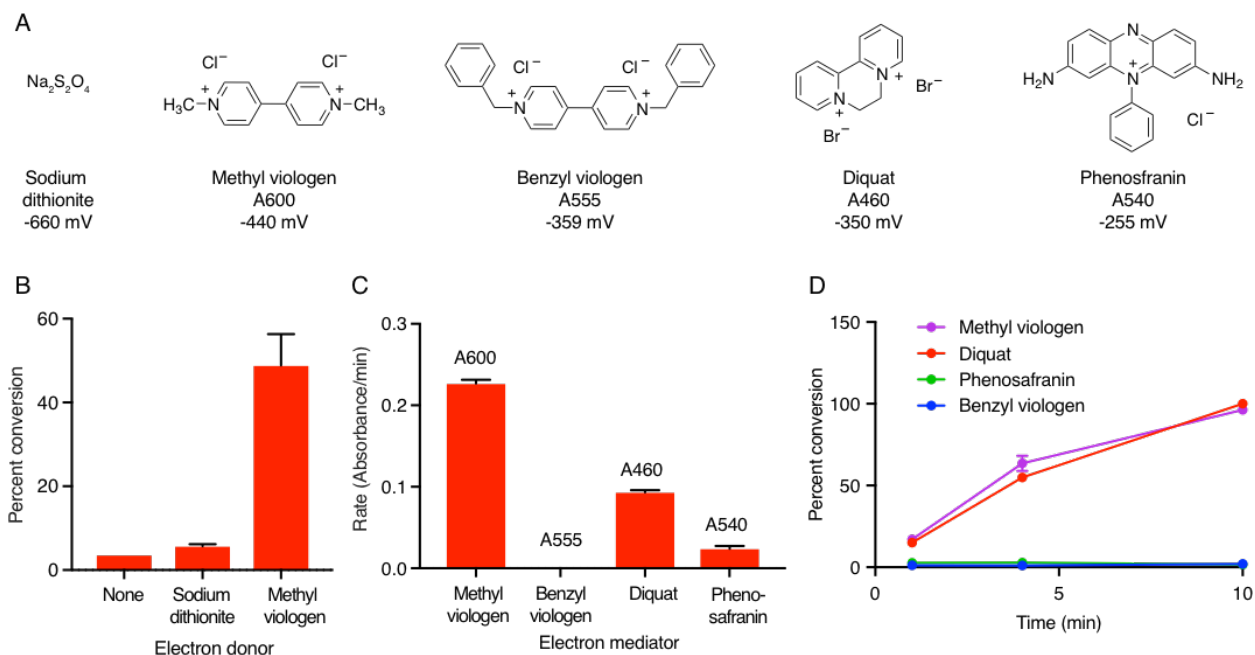 A
Na2S2O4
Cl⁻
Cl⁻
H3C
N
+
N
+
CH3
Cl⁻
Cl⁻
N
+
N
+
N
+
N
+
Br⁻
Br⁻
N
N
+
H2N
NH2
Cl⁻
Sodium
dithionite
-660 mV
Methyl viologen
A600
-440 mV
Benzyl viologen
A555
-359 mV
Diquat
A460
-350 mV
Phenosfranin
A540
-255 mV
B
Percent conversion
60
40
20
0
None
Sodium
dithionite
Methyl
viologen
Electron donor
C
Rate (Absorbance/min)
0.3
0.2
0.1
0.0
A600
A555
A460
A540
Methyl
viologen
Benzyl
viologen
Diquat
Pheno-
safranin
Electron mediator
D
Percent conversion
150
100
50
0
Methyl viologen
Diquat
Phenosafranin
Benzyl viologen
0
5
10
Time (min)